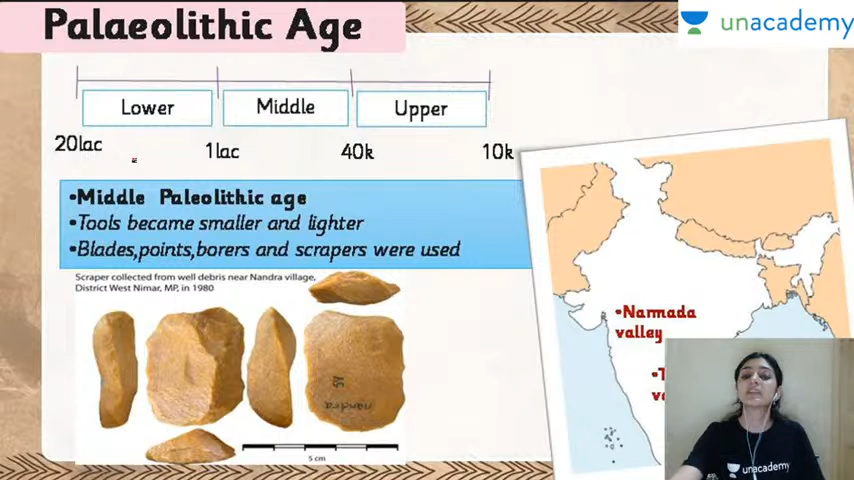 Palaeolithic Age
unacademy
Lower
Middle
Upper
20lac
1lac
40k
10k
•Middle Paleolithic age
•Tools became smaller and lighter
•Blades,points,borers and scrapers were used
Scraper collected from well debris near Nandra village,
District West Nimar, MP, in 1980
nandra
5 cm
•Narmada
valley
unacademy